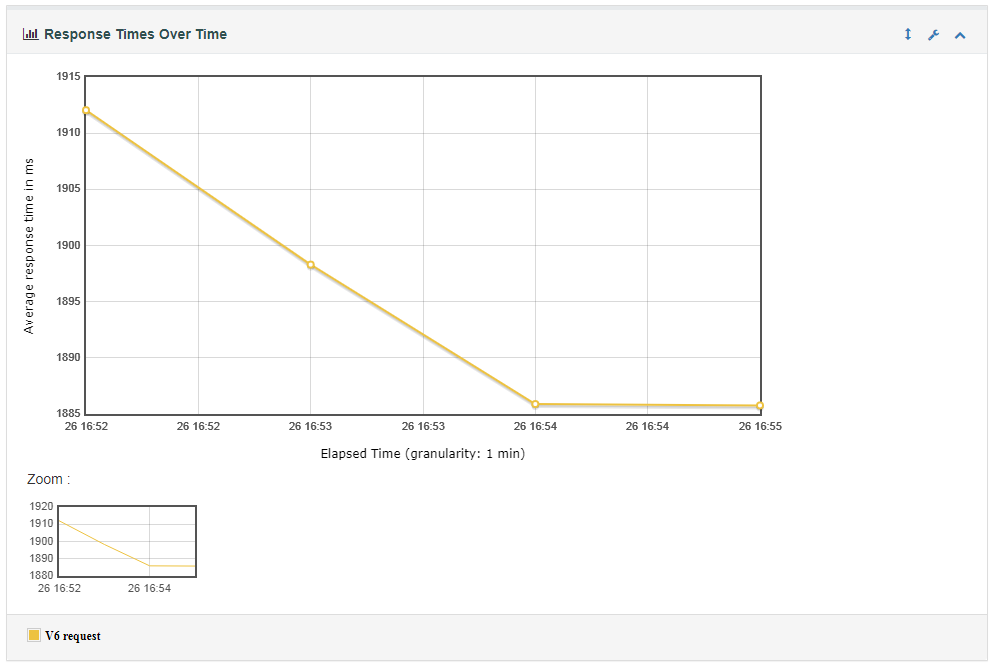 Response Times Over Time
1915
1910
1905
1900
1895
1890
1885
Average response time in ms
26 16:52 26 16:52 26 16:53 26 16:53 26 16:54 26 16:54 26 16:55
Elapsed Time (granularity: 1 min)
Zoom :
1920
1910
1900
1890
1880
26 16:52 26 16:54
V6 request